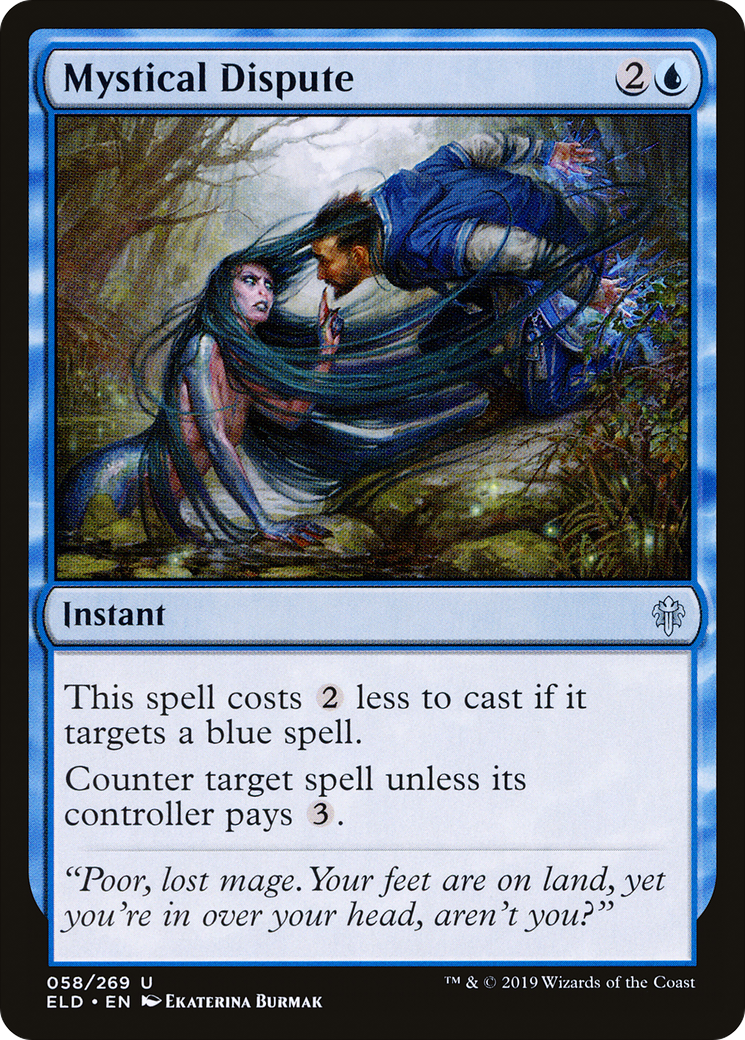 Mystical Dispute 2
Instant
This spell costs 2 less to cast if it
targets a blue spell.
Counter target spell unless its
controller pays 3.
“Poor, lost mage. Your feet are on land, yet
you’re in over your head, aren’t you?”
058/269 U
ELD • EN Ekaterina Burmak
™ & © 2019 Wizards of the Coast